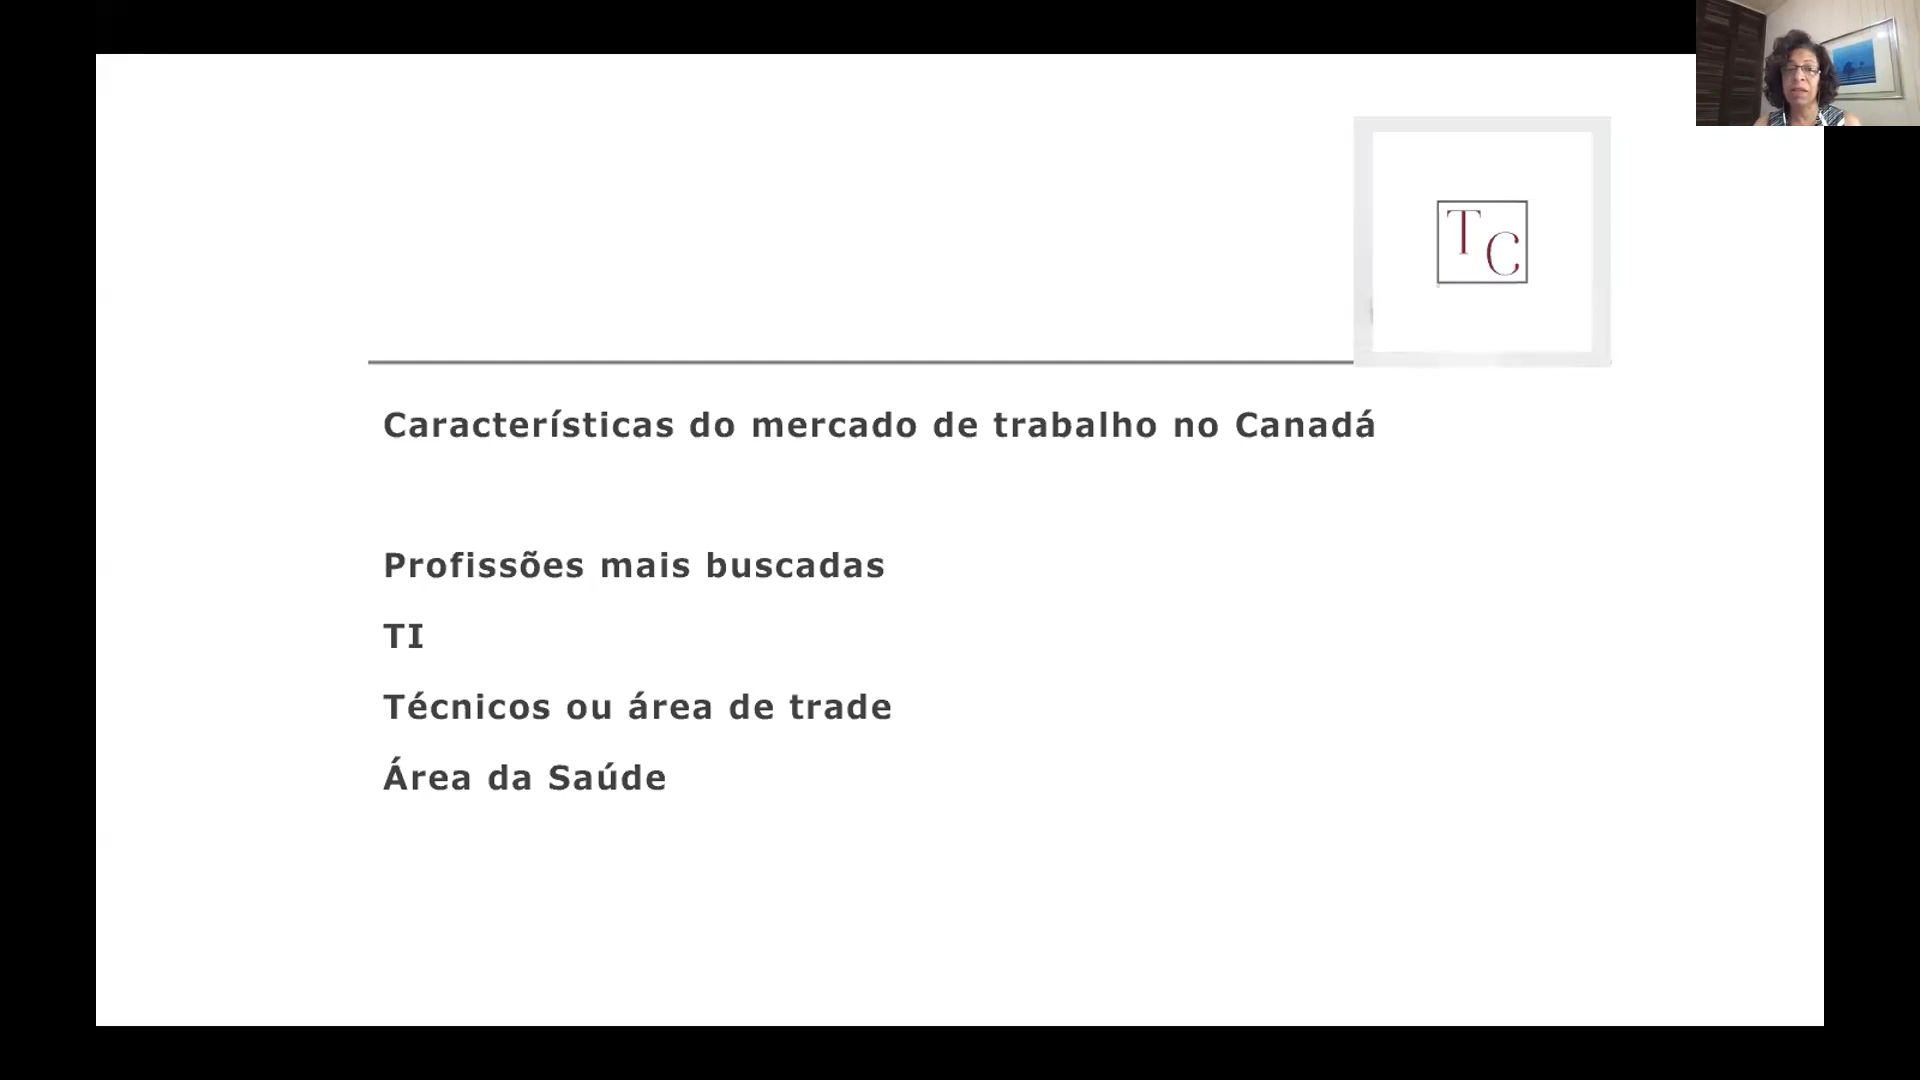 T
C
Características do mercado de trabalho no Canadá
Profissões mais buscadas
TI
Técnicos ou área de trade
Área da Saúde